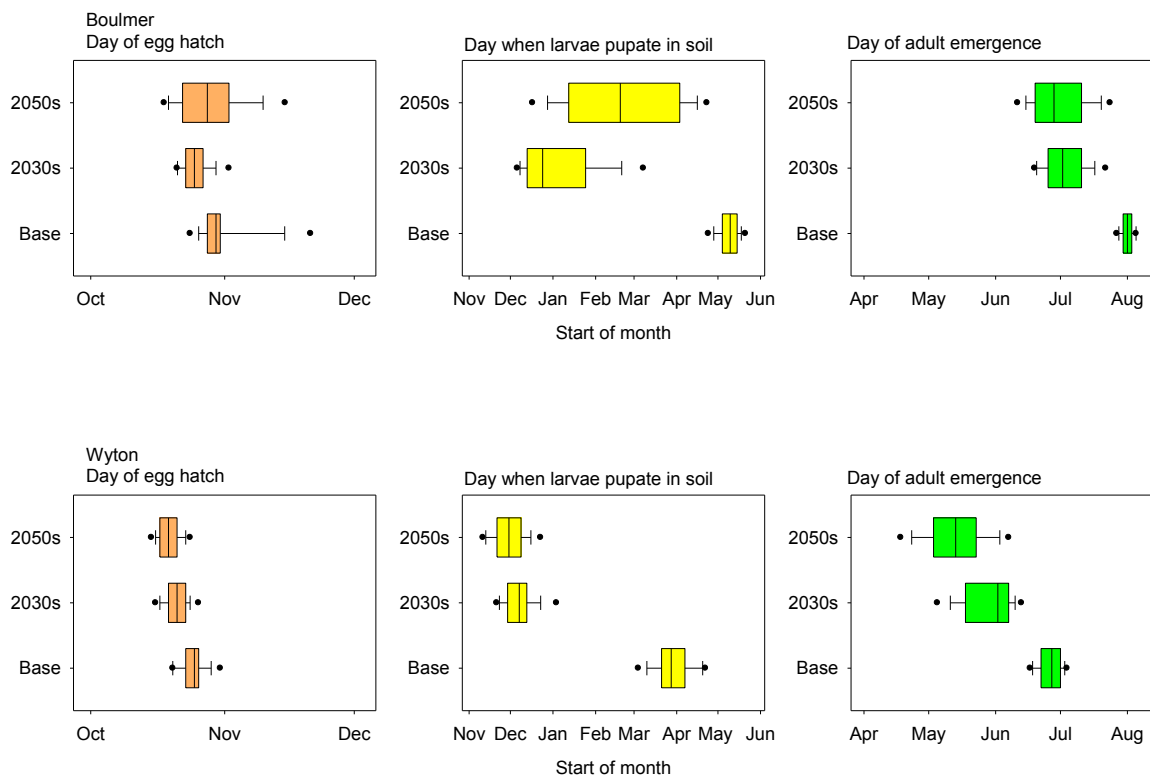 Boulmer
Day of egg hatch
Day when larvae pupate in soil
Day of adult emergence
2050s
2030s
Base
Oct
Nov
Dec
2050s
2030s
Base
Nov Dec Jan Feb Mar Apr May Jun
Start of month
2050s
2030s
Base
Apr May Jun Jul Aug
Wyton
Day of egg hatch
Day when larvae pupate in soil
Day of adult emergence
2050s
2030s
Base
Oct
Nov
Dec
2050s
2030s
Base
Nov Dec Jan Feb Mar Apr May Jun
Start of month
2050s
2030s
Base
Apr May Jun Jul Aug